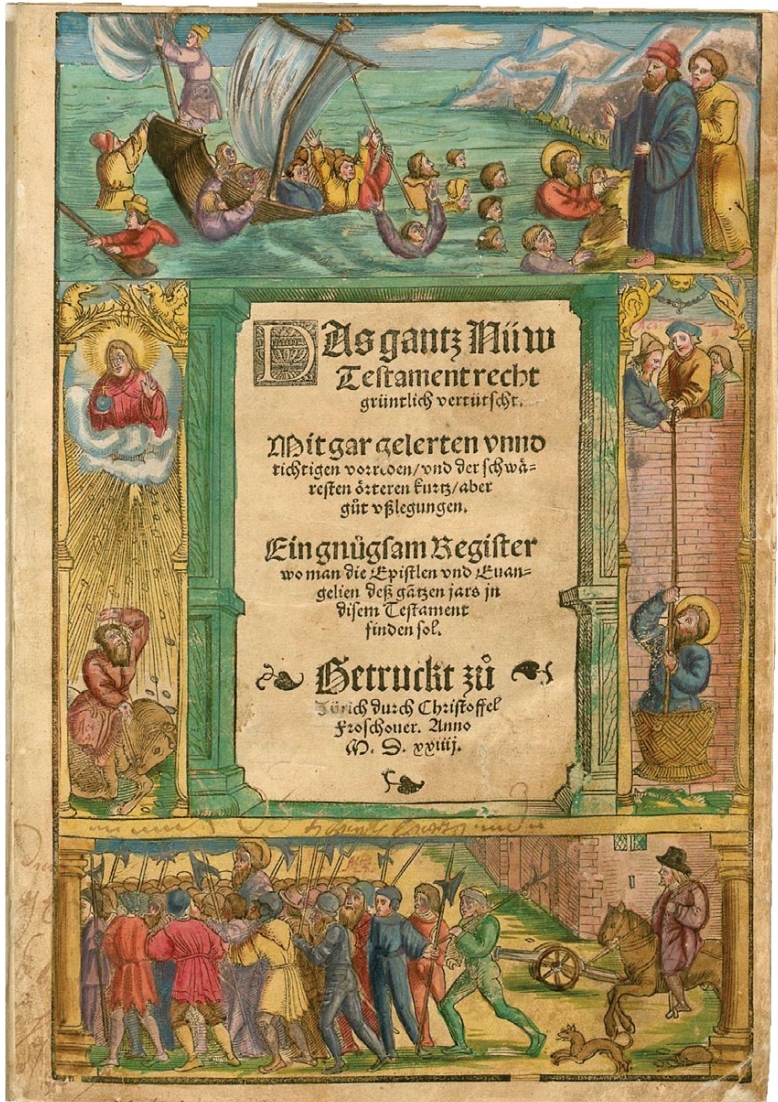 DAs gantz Nüw
Testament recht
grüntlich vertütscht.
Mit gar gelerten vnnd
richtigen vorreden/vnd der schwä=
resten örteren kurtz/aber
gůt vßlegungen.
Ein gnůgsam Register
wo man die Epistlen vnd Euan=
gelien deß gãtzen jars jn
disem Testament
finden sol.
Getruckt zů
Zürich durch Christoffel
Froschouer. Anno
M. D. xxiiij.